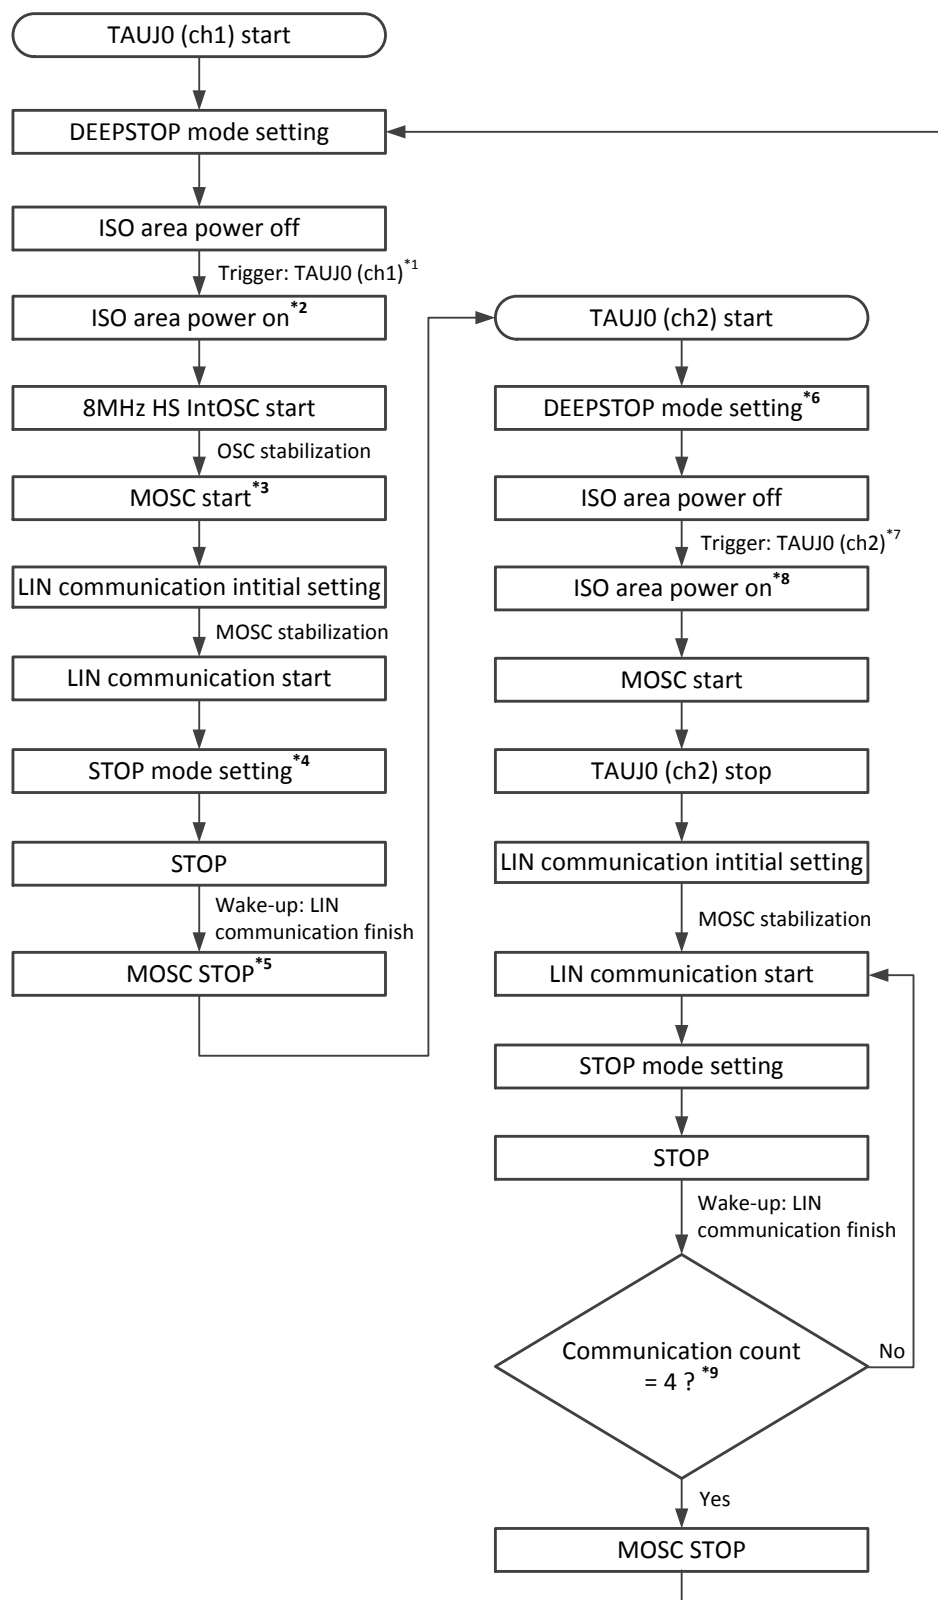 TAUJ0 (ch1) start
DEEPSTOP mode setting
ISO area power off
Trigger: TAUJ0 (ch1)*1
ISO area power on*2
8MHz HS IntOSC start
OSC stabilization
MOSC start*3
LIN communication intitial setting
MOSC stabilization
LIN communication start
STOP mode setting*4
STOP
Wake-up: LIN
communication finish
MOSC STOP*5
TAUJ0 (ch2) start
DEEPSTOP mode setting*6
ISO area power off
Trigger: TAUJ0 (ch2)*7
ISO area power on*8
MOSC start
TAUJ0 (ch2) stop
LIN communication intitial setting
MOSC stabilization
LIN communication start
STOP mode setting
STOP
Wake-up: LIN
communication finish
Communication count
= 4 ? *9
No
Yes
MOSC STOP